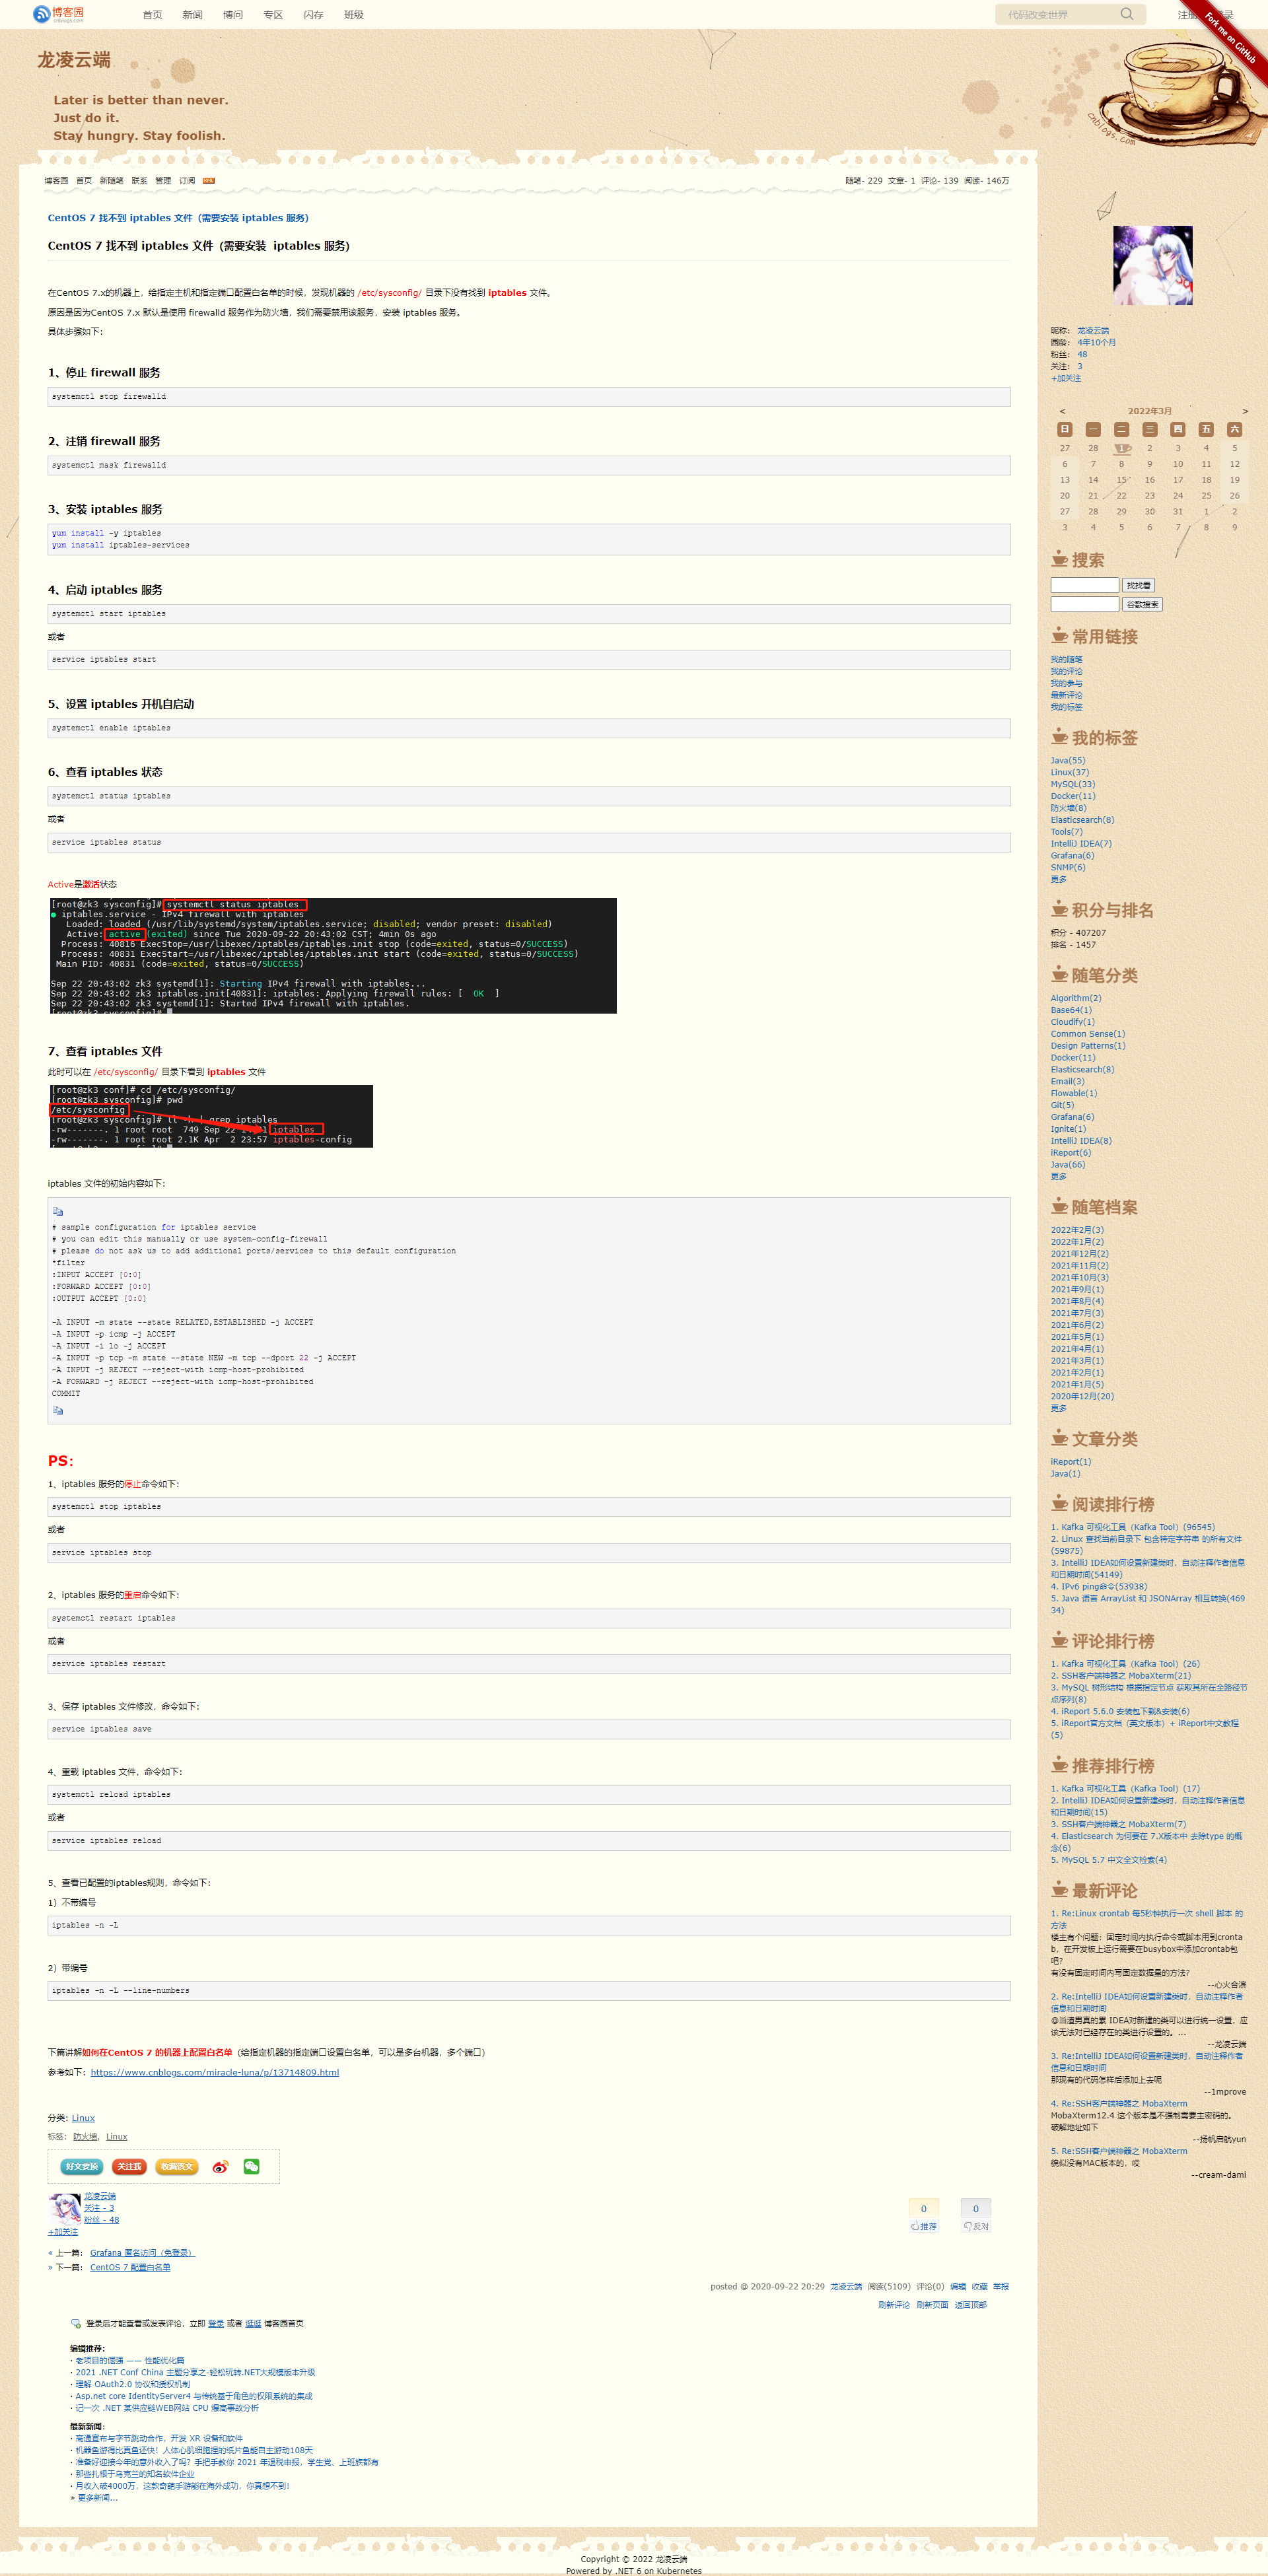 博客园
cnblogs.com
首页 新闻 博问 专区 闪存 班级
代码改变世界
注册
Fork me on GitHub
龙凌云端
Later is better than never.
Just do it.
Stay hungry. Stay foolish.
cnblogs.com
博客园 首页 新随笔 联系 管理 订阅
随笔- 229 文章- 1 评论- 139 阅读- 146万
CentOS 7 找不到 iptables 文件（需要安装 iptables 服务）
CentOS 7 找不到 iptables 文件（需要安装 iptables 服务）
在CentOS 7.x的机器上，给指定主机和指定端口配置白名单的时候，发现机器的 /etc/sysconfig/ 目录下没有找到 iptables 文件。
原因是因为CentOS 7.x 默认是使用 firewalld 服务作为防火墙，我们需要禁用该服务，安装 iptables 服务。
具体步骤如下：
1、停止 firewall 服务
systemctl stop firewalld
2、注销 firewall 服务
systemctl mask firewalld
3、安装 iptables 服务
yum install -y iptables
yum install iptables-services
4、启动 iptables 服务
systemctl start iptables
或者
service iptables start
5、设置 iptables 开机自启动
systemctl enable iptables
6、查看 iptables 状态
systemctl status iptables
或者
service iptables status
Active是激活状态
[root@zk3 sysconfig]# systemctl status iptables
● iptables.service - IPv4 firewall with iptables
Loaded: loaded (/usr/lib/systemd/system/iptables.service; disabled; vendor preset: disabled)
Active: active (exited) since Tue 2020-09-22 20:43:02 CST; 4min 0s ago
Process: 40816 ExecStop=/usr/libexec/iptables/iptables.init stop (code=exited, status=0/SUCCESS)
Process: 40831 ExecStart=/usr/libexec/iptables/iptables.init start (code=exited, status=0/SUCCESS)
Main PID: 40831 (code=exited, status=0/SUCCESS)
Sep 22 20:43:02 zk3 systemd[1]: Starting IPv4 firewall with iptables...
Sep 22 20:43:02 zk3 iptables.init[40831]: iptables: Applying firewall rules: [ OK ]
Sep 22 20:43:02 zk3 systemd[1]: Started IPv4 firewall with iptables.
[root@zk3 sysconfig]#
7、查看 iptables 文件
此时可以在 /etc/sysconfig/ 目录下看到 iptables 文件
[root@zk3 conf]# cd /etc/sysconfig/
[root@zk3 sysconfig]# pwd
/etc/sysconfig
[root@zk3 sysconfig]# ll -h | grep iptables
-rw-------. 1 root root 749 Sep 22 iptables
-rw-------. 1 root root 2.1K Apr 2 23:57 iptables-config
iptables 文件的初始内容如下：
# sample configuration for iptables service
# you can edit this manually or use system-config-firewall
# please do not ask us to add additional ports/services to this default configuration
*filter
:INPUT ACCEPT [0:0]
:FORWARD ACCEPT [0:0]
:OUTPUT ACCEPT [0:0]
-A INPUT -m state --state RELATED,ESTABLISHED -j ACCEPT
-A INPUT -p icmp -j ACCEPT
-A INPUT -i lo -j ACCEPT
-A INPUT -p tcp -m state --state NEW -m tcp --dport 22 -j ACCEPT
-A INPUT -j REJECT --reject-with icmp-host-prohibited
-A FORWARD -j REJECT --reject-with icmp-host-prohibited
COMMIT
PS：
1、iptables 服务的停止命令如下：
systemctl stop iptables
或者
service iptables stop
2、iptables 服务的重启命令如下：
systemctl restart iptables
或者
service iptables restart
3、保存 iptables 文件修改，命令如下：
service iptables save
4、重载 iptables 文件，命令如下：
systemctl reload iptables
或者
service iptables reload
5、查看已配置的iptables规则，命令如下：
1）不带编号
iptables -n -L
2）带编号
iptables -n -L --line-numbers
下篇讲解如何在CentOS 7 的机器上配置白名单（给指定机器的指定端口设置白名单，可以是多台机器，多个端口）
参考如下：https://www.cnblogs.com/miracle-luna/p/13714809.html
分类: Linux
标签: 防火墙, Linux
好文要顶 关注我 收藏该文
龙凌云端
关注 - 3
粉丝 - 48
+加关注
0 推荐
0 反对
« 上一篇： Grafana 匿名访问（免登录）
» 下一篇： CentOS 7 配置白名单
posted @ 2020-09-22 20:29 龙凌云端 阅读(5109) 评论(0) 编辑 收藏 举报
刷新评论 刷新页面 返回顶部
登录后才能查看或发表评论，立即 登录 或者 逛逛 博客园首页
编辑推荐：
· 老项目的倔强 —— 性能优化篇
· 2021 .NET Conf China 主题分享之-轻松玩转.NET大规模版本升级
· 理解 OAuth2.0 协议和授权机制
· Asp.net core IdentityServer4 与传统基于角色的权限系统的集成
· 记一次 .NET 某供应链WEB网站 CPU 爆高事故分析
最新新闻：
· 高通宣布与字节跳动合作，开发 XR 设备和软件
· 机器鱼游得比真鱼还快！人体心肌细胞捏的纸片鱼能自主游动108天
· 准备好迎接今年的意外收入了吗？手把手教你 2021 年退税申报，学生党、上班族都有
· 那些扎根于乌克兰的知名软件企业
· 月收入破4000万，这款奇葩手游能在海外成功，你真想不到！
» 更多新闻...
昵称： 龙凌云端
园龄： 4年10个月
粉丝： 48
关注： 3
+加关注
< 2022年3月 >
日 一 二 三 四 五 六
27 28 1 2 3 4 5
6 7 8 9 10 11 12
13 14 15 16 17 18 19
20 21 22 23 24 25 26
27 28 29 30 31 1 2
3 4 5 6 7 8 9
搜索
找找看
谷歌搜索
常用链接
我的随笔
我的评论
我的参与
最新评论
我的标签
我的标签
Java(55)
Linux(37)
MySQL(33)
Docker(11)
防火墙(8)
Elasticsearch(8)
Tools(7)
IntelliJ IDEA(7)
Grafana(6)
SNMP(6)
更多
积分与排名
积分 - 407207
排名 - 1457
随笔分类
Algorithm(2)
Base64(1)
Cloudify(1)
Common Sense(1)
Design Patterns(1)
Docker(11)
Elasticsearch(8)
Email(3)
Flowable(1)
Git(5)
Grafana(6)
Ignite(1)
IntelliJ IDEA(8)
iReport(6)
Java(66)
更多
随笔档案
2022年2月(3)
2022年1月(2)
2021年12月(2)
2021年11月(2)
2021年10月(3)
2021年9月(1)
2021年8月(4)
2021年7月(3)
2021年6月(2)
2021年5月(1)
2021年4月(1)
2021年3月(1)
2021年2月(1)
2021年1月(5)
2020年12月(20)
更多
文章分类
iReport(1)
Java(1)
阅读排行榜
1. Kafka 可视化工具（Kafka Tool）(96545)
2. Linux 查找当前目录下 包含特定字符串 的所有文件
(59875)
3. IntelliJ IDEA如何设置新建类时，自动注释作者信息
和日期时间(54149)
4. IPv6 ping命令(53938)
5. Java 语言 ArrayList 和 JSONArray 相互转换(469
34)
评论排行榜
1. Kafka 可视化工具（Kafka Tool）(26)
2. SSH客户端神器之 MobaXterm(21)
3. MySQL 树形结构 根据指定节点 获取其所在全路径节
点序列(8)
4. iReport 5.6.0 安装包下载&安装(6)
5. iReport官方文档（英文版本）+ iReport中文教程
(5)
推荐排行榜
1. Kafka 可视化工具（Kafka Tool）(17)
2. IntelliJ IDEA如何设置新建类时，自动注释作者信息
和日期时间(15)
3. SSH客户端神器之 MobaXterm(7)
4. Elasticsearch 为何要在 7.X版本中 去除type 的概
念(6)
5. MySQL 5.7 中文全文检索(4)
最新评论
1. Re:Linux crontab 每5秒钟执行一次 shell 脚本 的
方法
楼主有个问题：固定时间内执行命令或脚本用到cronta
b，在开发板上运行需要在busybox中添加crontab包
吧？
有没有固定时间内写固定数据量的方法？
--心火合滨
2. Re:IntelliJ IDEA如何设置新建类时，自动注释作者
信息和日期时间
@当渣男真的累 IDEA对新建的类可以进行统一设置，应
该无法对已经存在的类进行设置的。...
--龙凌云端
3. Re:IntelliJ IDEA如何设置新建类时，自动注释作者
信息和日期时间
那现有的代码怎样后添加上去呢
--1mprove
4. Re:SSH客户端神器之 MobaXterm
MobaXterm12.4 这个版本是不强制需要主密码的。
破解地址如下
--扬帆启航yun
5. Re:SSH客户端神器之 MobaXterm
貌似没有MAC版本的，哎
--cream-dami
Copyright © 2022 龙凌云端
Powered by .NET 6 on Kubernetes